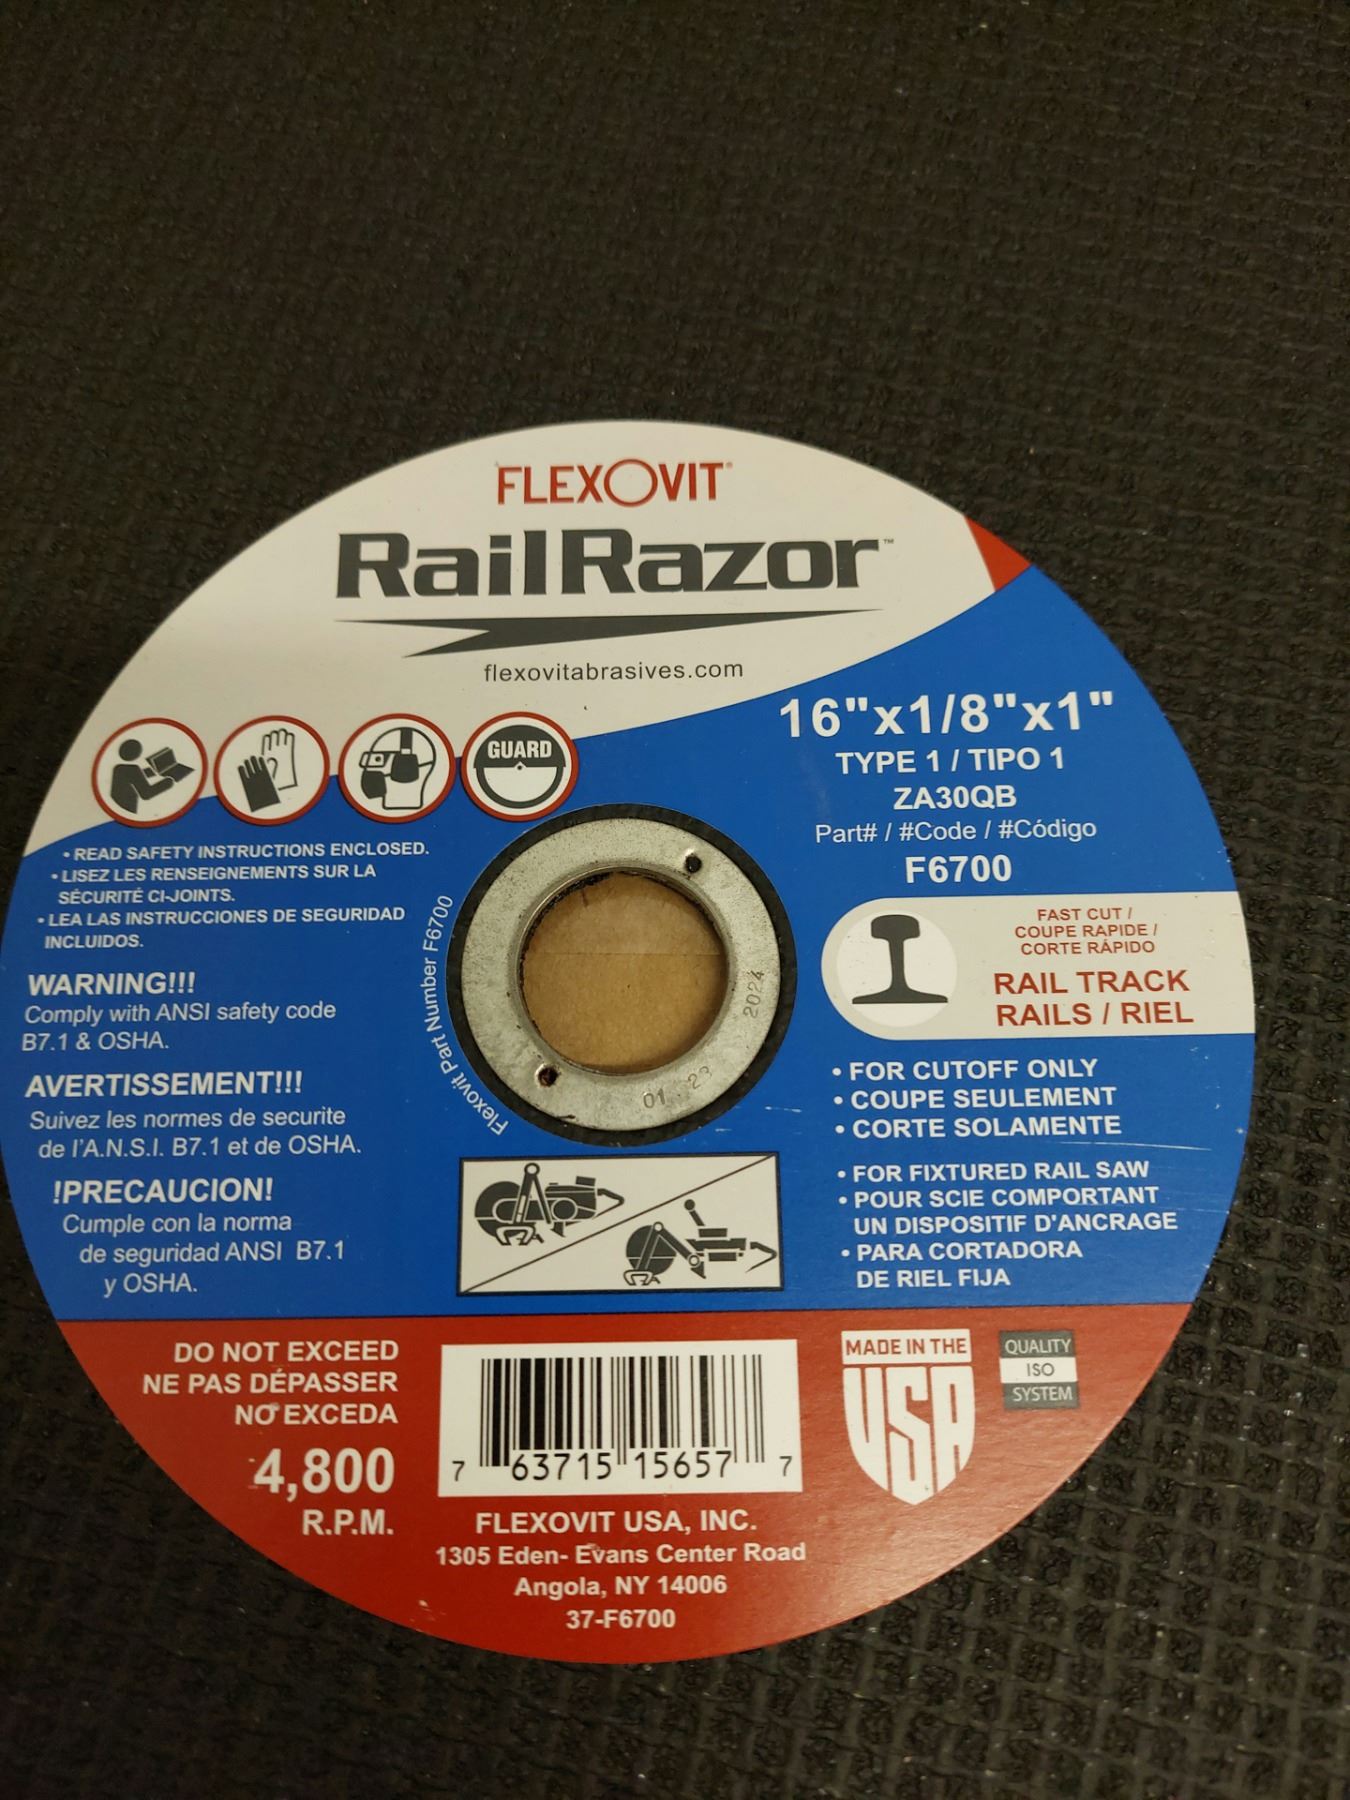 FLEXOVIT®
RailRazor™
flexovitabrasives.com
GUARD
16"x1/8"x1"
TYPE 1 / TIPO 1
ZA30QB
Part# / #Code / #Código
F6700
• READ SAFETY INSTRUCTIONS ENCLOSED.
• LISEZ LES RENSEIGNEMENTS SUR LA
SÉCURITÉ CI-JOINTS.
• LEA LAS INSTRUCCIONES DE SEGURIDAD
INCLUIDOS.
WARNING!!!
Comply with ANSI safety code
B7.1 & OSHA.
AVERTISSEMENT!!!
Suivez les normes de securite
de l'A.N.S.I. B7.1 et de OSHA.
!PRECAUCION!
Cumple con la norma
de seguridad ANSI B7.1
y OSHA.
Flexovit Part Number F6700
2024
01 23
FAST CUT /
COUPE RAPIDE /
CORTE RÁPIDO
RAIL TRACK
RAILS / RIEL
• FOR CUTOFF ONLY
• COUPE SEULEMENT
• CORTE SOLAMENTE
• FOR FIXTURED RAIL SAW
• POUR SCIE COMPORTANT
UN DISPOSITIF D'ANCRAGE
• PARA CORTADORA
DE RIEL FIJA
DO NOT EXCEED
NE PAS DÉPASSER
NO EXCEDA
4,800
R.P.M.
7 63715 15657 7
FLEXOVIT USA, INC.
1305 Eden- Evans Center Road
Angola, NY 14006
37-F6700
MADE IN THE
USA
QUALITY
ISO
SYSTEM